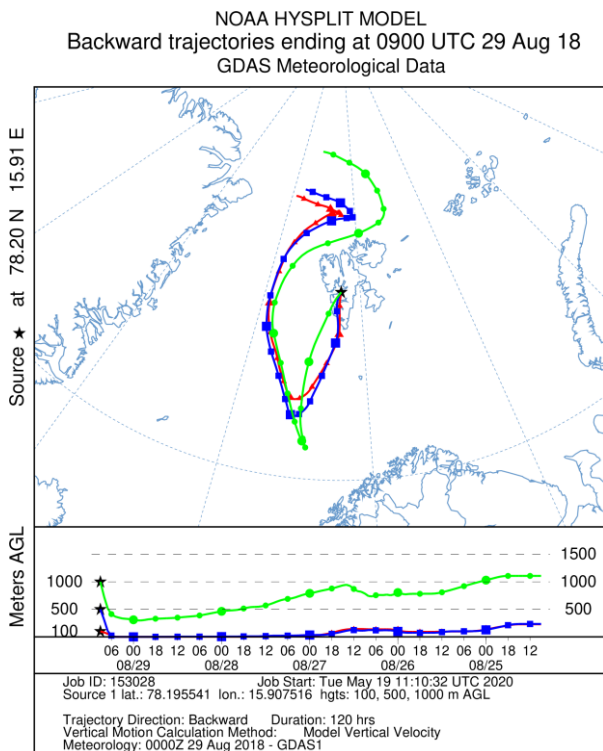 NOAA HYSPLIT MODEL
Backward trajectories ending at 0900 UTC 29 Aug 18
GDAS Meteorological Data
Source ★ at 78.20 N 15.91 E
Meters AGL
1500
1000 1000
500 500
100
06 00 18 12 06 00 18 12 06 00 18 12 06 00 18 12 06 00 18 12
08/29 08/28 08/27 08/26 08/25
Job ID: 153028 Job Start: Tue May 19 11:10:32 UTC 2020
Source 1 lat.: 78.195541 lon.: 15.907516 hgts: 100, 500, 1000 m AGL
Trajectory Direction: Backward Duration: 120 hrs
Vertical Motion Calculation Method: Model Vertical Velocity
Meteorology: 0000Z 29 Aug 2018 - GDAS1